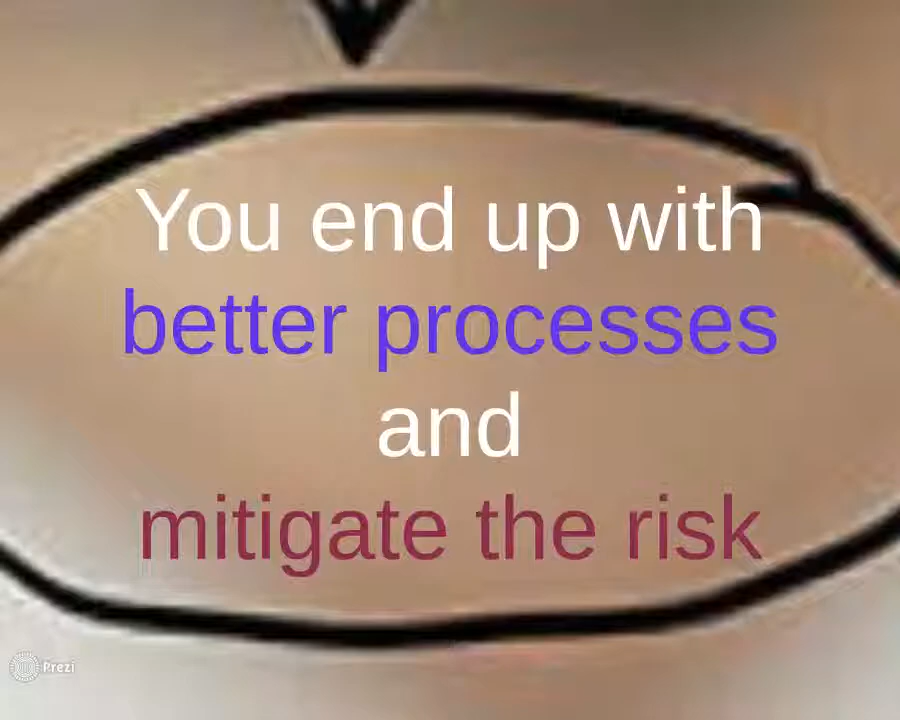 You end up with
better processes
and
mitigate the risk
Prezi